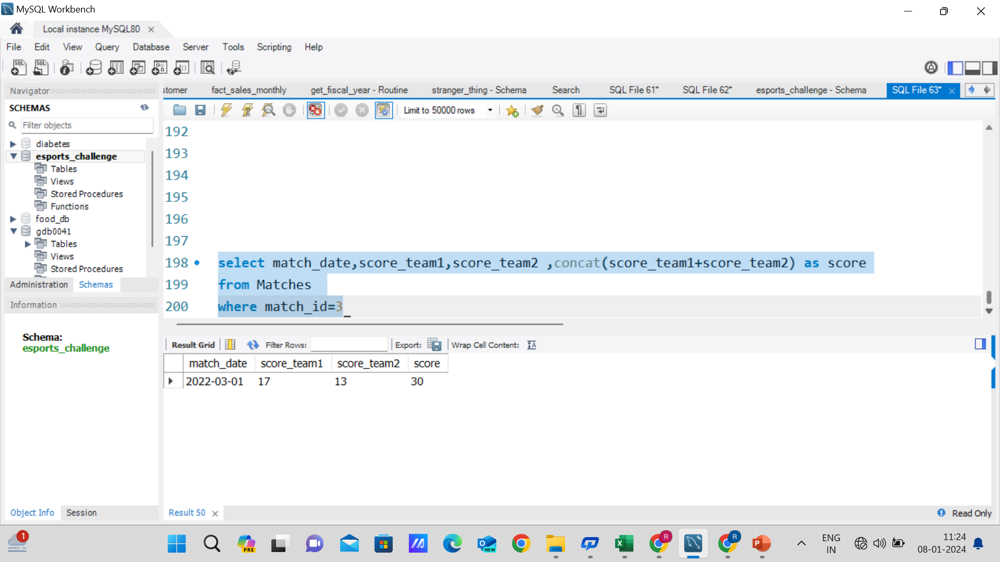 MySQL Workbench
Local instance MySQL80
File Edit View Query Database Server Tools Scripting Help
Navigator
SCHEMAS
Filter objects
diabetes
esports_challenge
Tables
Views
Stored Procedures
Functions
food_db
gdb0041
Tables
Views
Stored Procedures
Administration Schemas
Information
Schema:
esports_challenge
Object Info Session
stomer fact_sales_monthly get_fiscal_year - Routine stranger_thing - Schema Search SQL File 61* SQL File 62* esports_challenge - Schema SQL File 63*
Limit to 50000 rows
192
193
194
195
196
197
198 select match_date,score_team1,score_team2 ,concat(score_team1+score_team2) as score
199 from Matches
200 where match_id=3
Result Grid Filter Rows: Export: Wrap Cell Content:
match_date score_team1 score_team2 score
2022-03-01 17 13 30
Result 50
Read Only
1
PRE
NEW
R
R
ENG
IN
11:24
08-01-2024